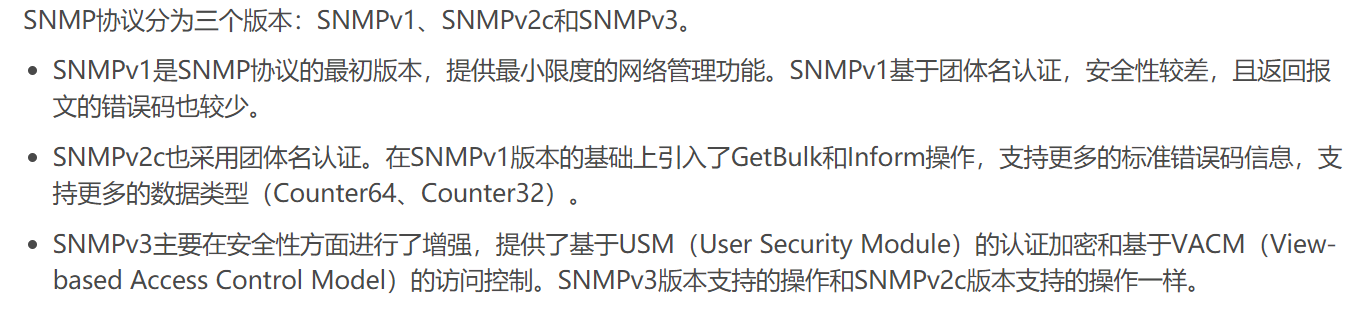 SNMP协议分为三个版本：SNMPv1、SNMPv2c和SNMPv3。
• SNMPv1是SNMP协议的最初版本，提供最小限度的网络管理功能。SNMPv1基于团体名认证，安全性较差，且返回报
文的错误码也较少。
• SNMPv2c也采用团体名认证。在SNMPv1版本的基础上引入了GetBulk和Inform操作，支持更多的标准错误码信息，支
持更多的数据类型（Counter64、Counter32）。
• SNMPv3主要在安全性方面进行了增强，提供了基于USM（User Security Module）的认证加密和基于VACM（View-
based Access Control Model）的访问控制。SNMPv3版本支持的操作和SNMPv2c版本支持的操作一样。